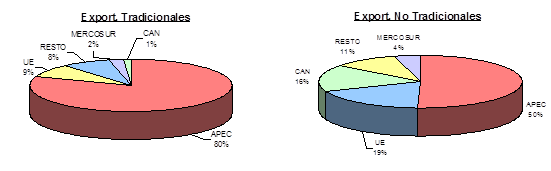 Export. Tradicionales
CAN
1%
MERCOSUR
2%
RESTO
8%
UE
9%
APEC
80%
Export. No Tradicionales
MERCOSUR
4%
RESTO
11%
CAN
16%
UE
19%
APEC
50%